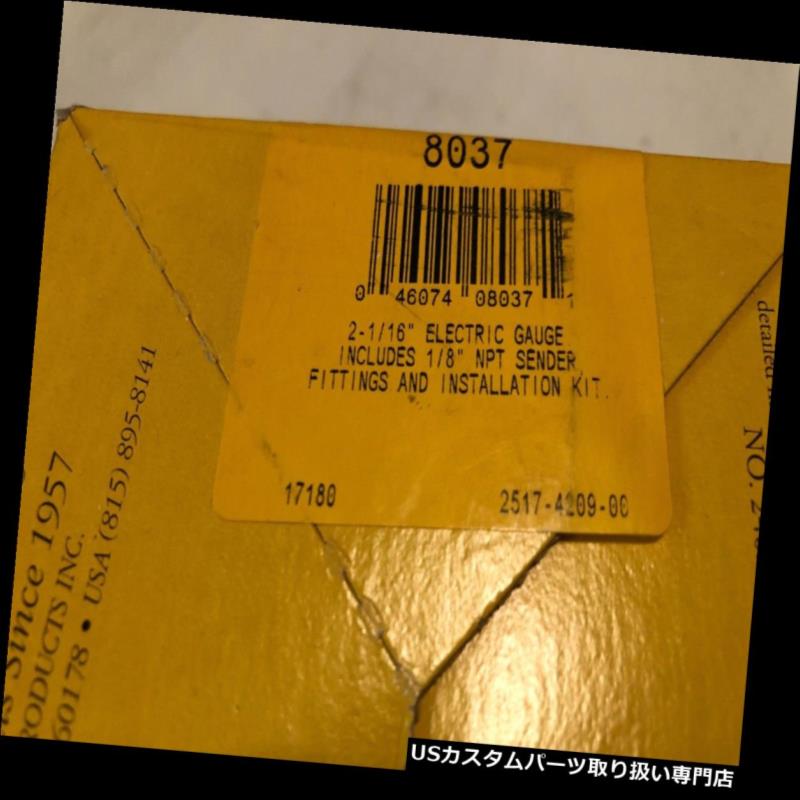 8037
0 46074 08037 1
2-1/16" ELECTRIC GAUGE
INCLUDES 1/8" NPT SENDER
FITTINGS AND INSTALLATION KIT.
17180 2517-4209-00
Since 1957
PRODUCTS INC.
60178 • USA (815) 895-8141
detailed
NO.
USカスタムパーツ取り扱い専門店